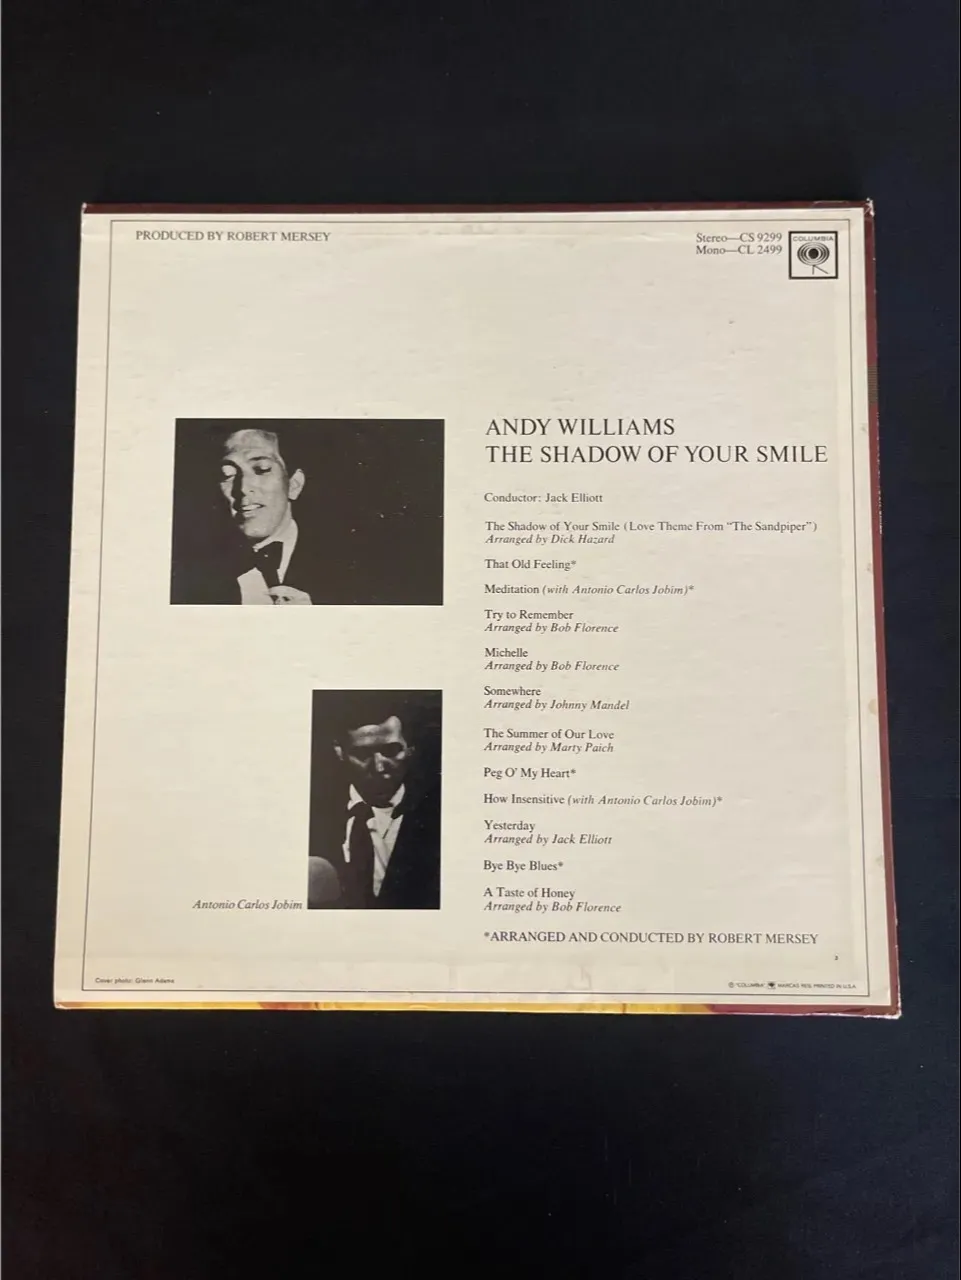 PRODUCED BY ROBERT MERSEY
Stereo—CS 9299
Mono—CL 2499
COLUMBIA
ANDY WILLIAMS
THE SHADOW OF YOUR SMILE
Conductor: Jack Elliott
The Shadow of Your Smile (Love Theme From "The Sandpiper")
Arranged by Dick Hazard
That Old Feeling*
Meditation (with Antonio Carlos Jobim)*
Try to Remember
Arranged by Bob Florence
Michelle
Arranged by Bob Florence
Somewhere
Arranged by Johnny Mandel
The Summer of Our Love
Arranged by Marty Paich
Peg O' My Heart*
How Insensitive (with Antonio Carlos Jobim)*
Yesterday
Arranged by Jack Elliott
Bye Bye Blues*
A Taste of Honey
Arranged by Bob Florence
Antonio Carlos Jobim
*ARRANGED AND CONDUCTED BY ROBERT MERSEY
Cover photo: Glenn Adams
"COLUMBIA" MARCAS REG. PRINTED IN U.S.A.